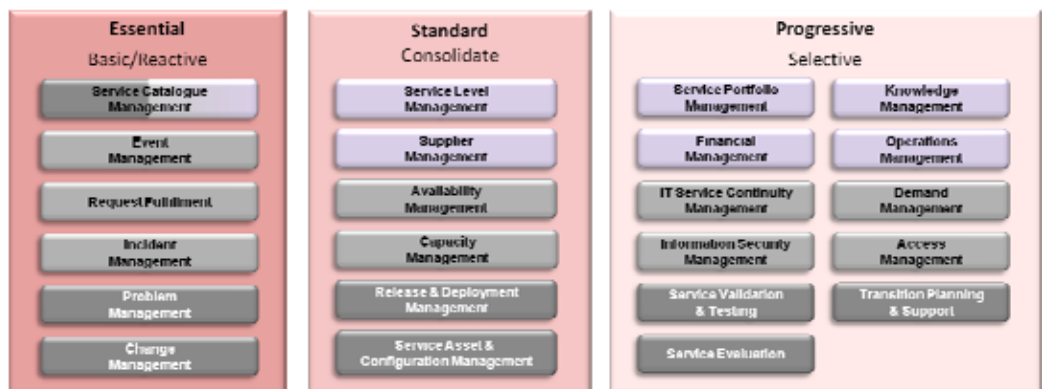 Essential
Basic/Reactive
Service Catalogue
Management
Event
Management
Request Fulfillment
Incident
Management
Problem
Management
Change
Management
Standard
Consolidate
Service Level
Management
Supplier
Management
Availability
Management
Capacity
Management
Release & Deployment
Management
Service Asset &
Configuration Management
Progressive
Selective
Service Portfolio
Management
Knowledge
Management
Financial
Management
Operations
Management
IT Service Continuity
Management
Demand
Management
Information Security
Management
Access
Management
Service Validation
& Testing
Transition Planning
& Support
Service Evaluation